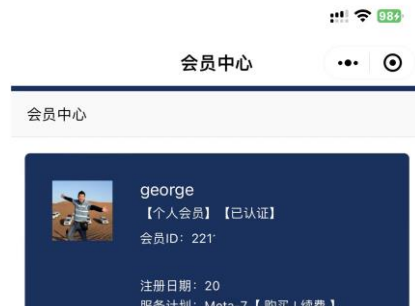 98
会员中心
会员中心
george
【个人会员】【已认证】
会员ID：221
注册日期：20
服务计划：Meta-7【 购买 | 续费 】